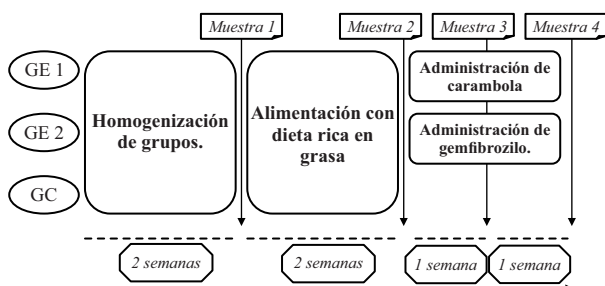 Muestra 1
Muestra 2
Muestra 3
Muestra 4
GE 1
GE 2
GC
Homogenización
de grupos.
Alimentación con
dieta rica en
grasa
Administración de
carambola
Administración de
gemfibrozilo.
2 semanas
2 semanas
1 semana
1 semana